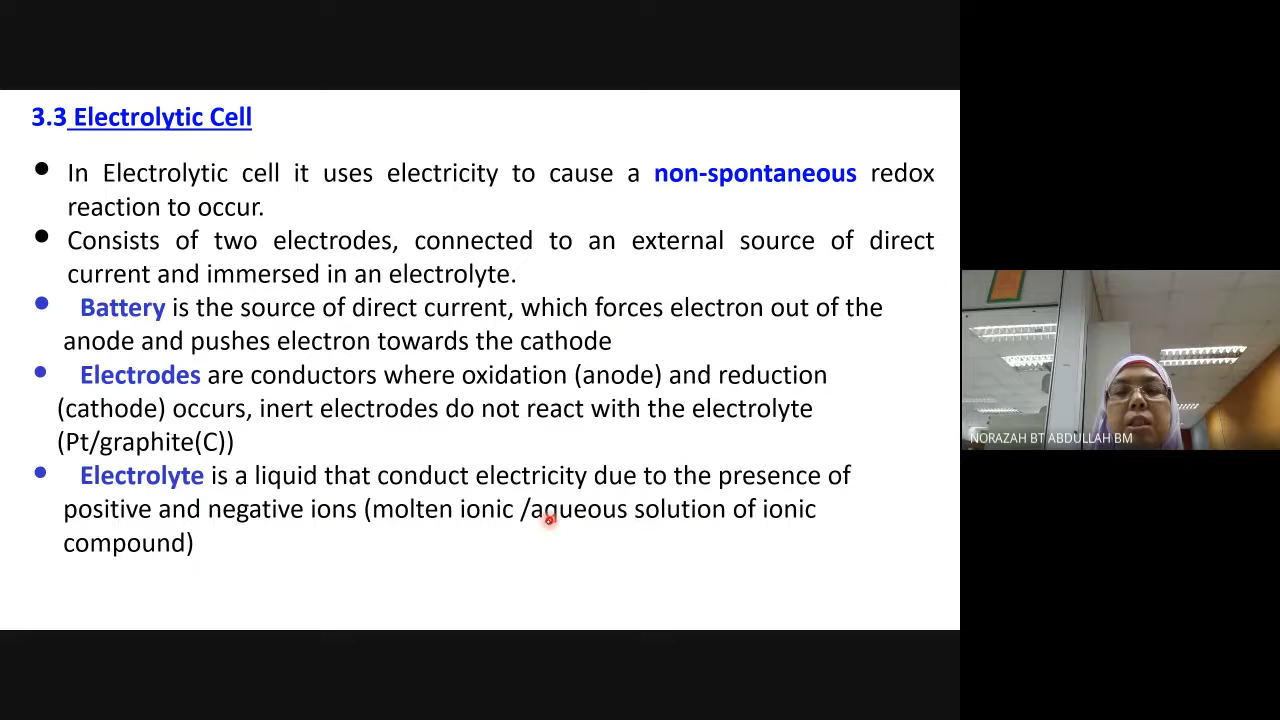 3.3 Electrolytic Cell
● In Electrolytic cell it uses electricity to cause a non-spontaneous redox
reaction to occur.
● Consists of two electrodes, connected to an external source of direct
current and immersed in an electrolyte.
● Battery is the source of direct current, which forces electron out of the
anode and pushes electron towards the cathode
● Electrodes are conductors where oxidation (anode) and reduction
(cathode) occurs, inert electrodes do not react with the electrolyte
(Pt/graphite(C))
● Electrolyte is a liquid that conduct electricity due to the presence of
positive and negative ions (molten ionic /aqueous solution of ionic
compound)
NORAZAH BT ABDULLAH BM